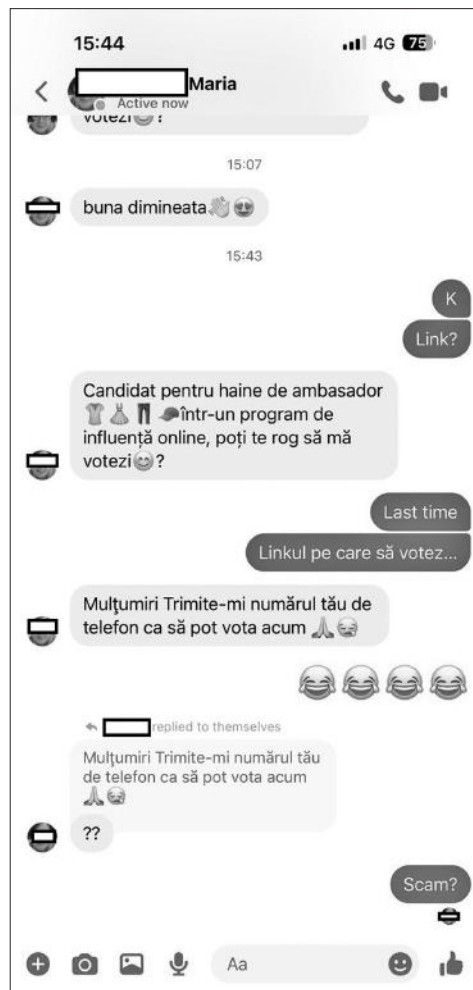 15:44
4G 75
Maria
Active now
votezi😊?
15:07
buna dimineata👋😍
15:43
K
Link?
Candidat pentru haine de ambasador
👕👗👖🧢într-un program de
influență online, poți te rog să mă
votezi😊?
Last time
Linkul pe care să votez...
Mulțumiri Trimite-mi numărul tău de
telefon ca să pot vota acum 🙏😪
😂😂😂😂
replied to themselves
Mulțumiri Trimite-mi numărul tău
de telefon ca să pot vota acum
🙏😪
??
Scam?
Aa